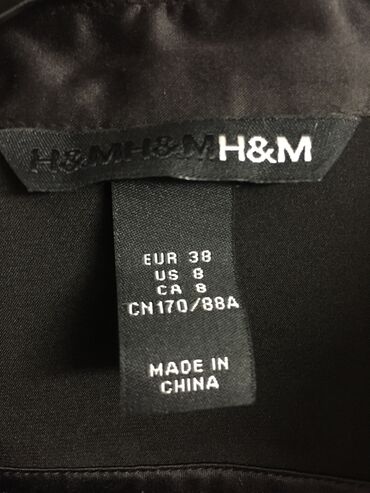 H&MH&MH&M
EUR 38
US 8
CA 8
CN170/88A
MADE IN
CHINA